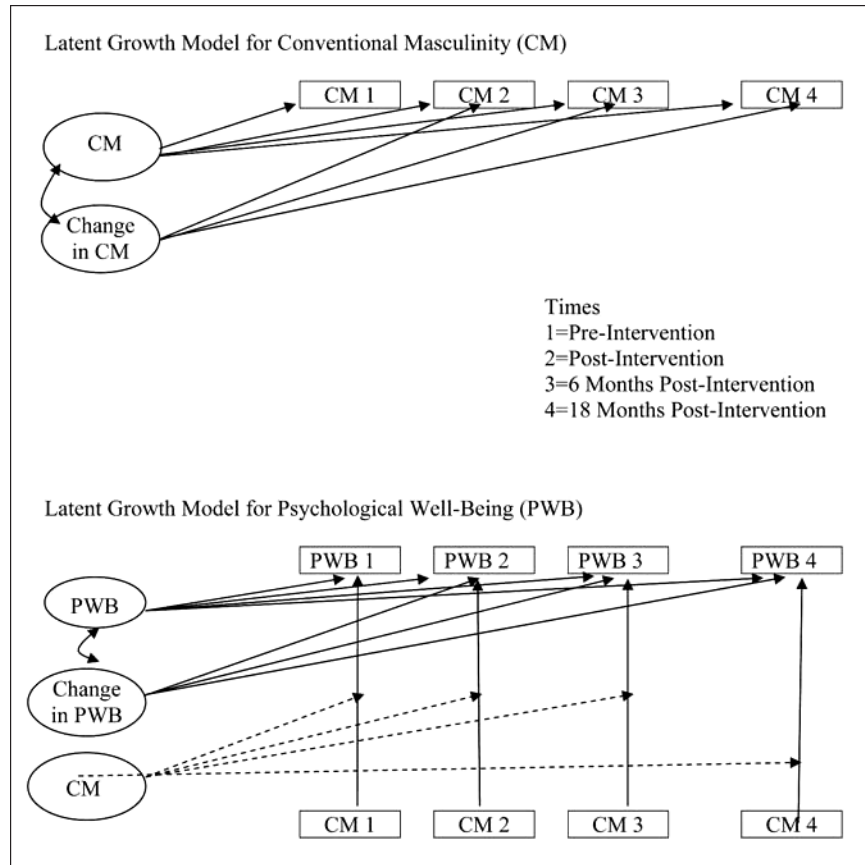 Latent Growth Model for Conventional Masculinity (CM)
CM 1 CM 2 CM 3 CM 4
CM
Change
in CM
Times
1=Pre-Intervention
2=Post-Intervention
3=6 Months Post-Intervention
4=18 Months Post-Intervention
Latent Growth Model for Psychological Well-Being (PWB)
PWB 1 PWB 2 PWB 3 PWB 4
PWB
Change
in PWB
CM
CM 1 CM 2 CM 3 CM 4